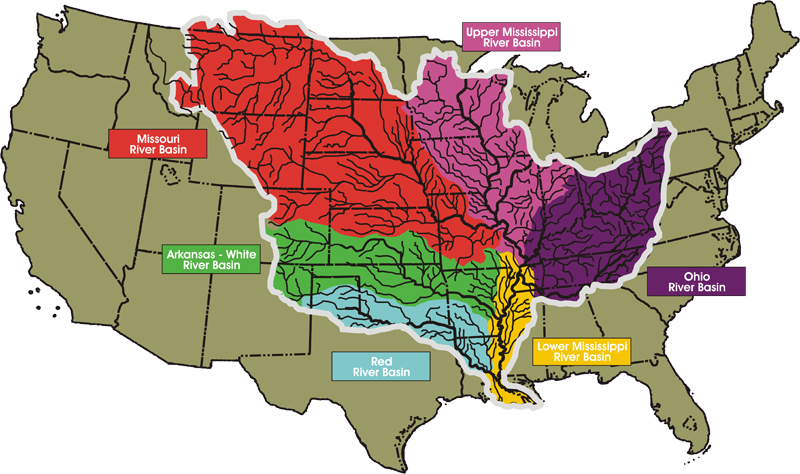 Upper Mississippi
River Basin
Missouri
River Basin
Arkansas - White
River Basin
Ohio
River Basin
Lower Mississippi
River Basin
Red
River Basin